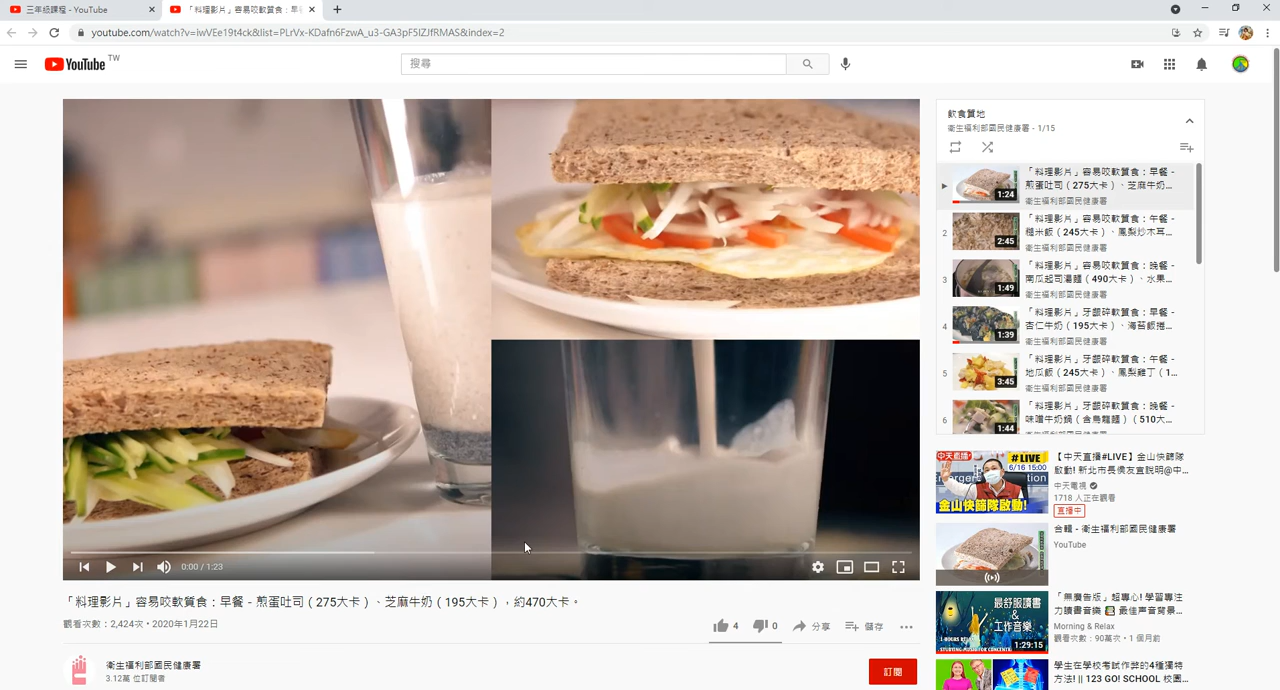 三年級課程 - YouTube
「料理影片」容易咬軟質食：早
youtube.com/watch?v=iwVEe19t4ck&list=PLrVx-KDafn6FzwA_u3-GA3pF5IZJfRMAS&index=2
YouTube TW
搜尋
0:00 / 1:23
「料理影片」容易咬軟質食：早餐 - 煎蛋吐司（275大卡）、芝麻牛奶（195大卡），約470大卡。
觀看次數：2,424次・2020年1月22日
4
0
分享
儲存
衛生福利部國民健康署
3.12萬 位訂閱者
訂閱
飲食質地
衛生福利部國民健康署 - 1/15
1:24
「料理影片」容易咬軟質食：早餐 -
煎蛋吐司（275大卡）、芝麻牛奶...
衛生福利部國民健康署
2
2:45
「料理影片」容易咬軟質食：午餐 -
糙米飯（245大卡）、鳳梨炒木耳...
衛生福利部國民健康署
3
1:49
「料理影片」容易咬軟質食：晚餐 -
南瓜起司湯麵（490大卡）、水果...
衛生福利部國民健康署
4
1:39
「料理影片」牙齦碎軟質食：早餐 -
杏仁牛奶（195大卡）、海苔飯捲...
衛生福利部國民健康署
5
3:45
「料理影片」牙齦碎軟質食：午餐 -
地瓜飯（245大卡）、鳳梨雞丁（1...
衛生福利部國民健康署
6
1:44
「料理影片」牙齦碎軟質食：晚餐 -
味噌牛奶鍋（含烏龍麵）（510大...
中天直播
#LIVE
6/16 15:00
金山快篩隊啟動!
【中天直播#LIVE】金山快篩隊
啟動! 新北市長侯友宜說明@中...
中天電視
1718 人正在觀看
直播中
合輯 - 衛生福利部國民健康署
YouTube
最舒服讀書
&
工作音樂
1:29:15
「無廣告版」超專心! 學習專注
力讀書音樂 最佳聲音背景...
Morning & Relax
觀看次數：90萬次・1 個月前
學生在學校考試作弊的4種獨特
方法! || 123 GO! SCHOOL 校園...